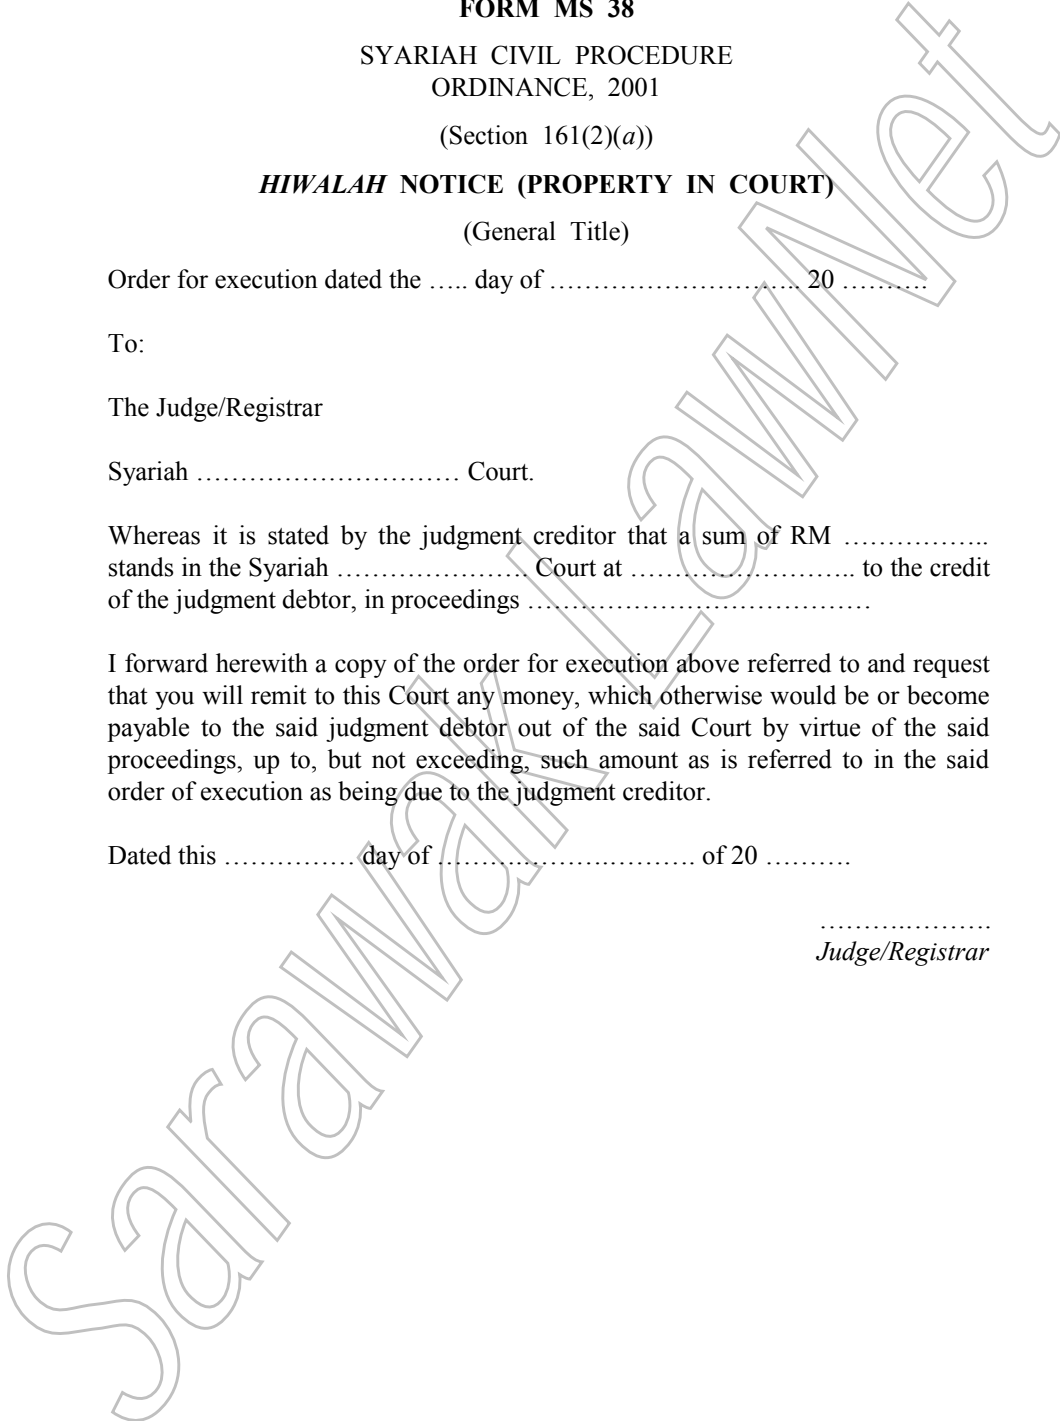 FORM MS 38
SYARIAH CIVIL PROCEDURE
ORDINANCE, 2001
(Section 161(2)(a))
HIWALAH NOTICE (PROPERTY IN COURT)
(General Title)
Order for execution dated the ….. day of ……………………….. 20 ……….
To:
The Judge/Registrar
Syariah ………………………… Court.
Whereas it is stated by the judgment creditor that a sum of RM ……………..
stands in the Syariah …………………. Court at …………………….. to the credit
of the judgment debtor, in proceedings …………………………………
I forward herewith a copy of the order for execution above referred to and request
that you will remit to this Court any money, which otherwise would be or become
payable to the said judgment debtor out of the said Court by virtue of the said
proceedings, up to, but not exceeding, such amount as is referred to in the said
order of execution as being due to the judgment creditor.
Dated this …………… day of ……………….………. of 20 ……….
……….……….
Judge/Registrar
Sarawak LawNet